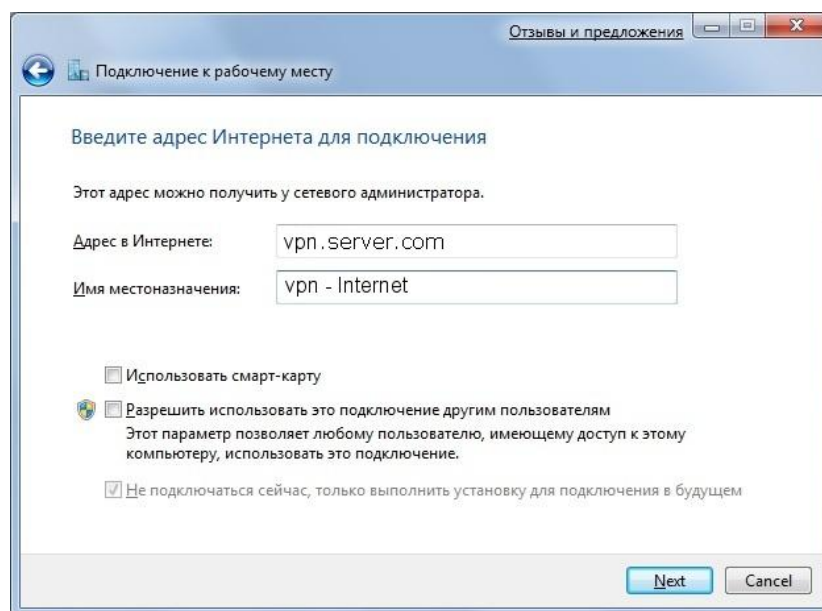 Отзывы и предложения
Подключение к рабочему месту
Введите адрес Интернета для подключения
Этот адрес можно получить у сетевого администратора.
Адрес в Интернете: vpn.server.com
Имя местоназначения: vpn - Internet
Использовать смарт-карту
Разрешить использовать это подключение другим пользователям
Этот параметр позволяет любому пользователю, имеющему доступ к этому
компьютеру, использовать это подключение.
Не подключаться сейчас, только выполнить установку для подключения в будущем
Next Cancel